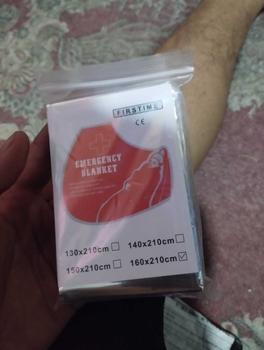 FIRSTIME
CE
EMERGENCY
BLANKET
130x210cm 140x210cm
150x210cm 160x210cm